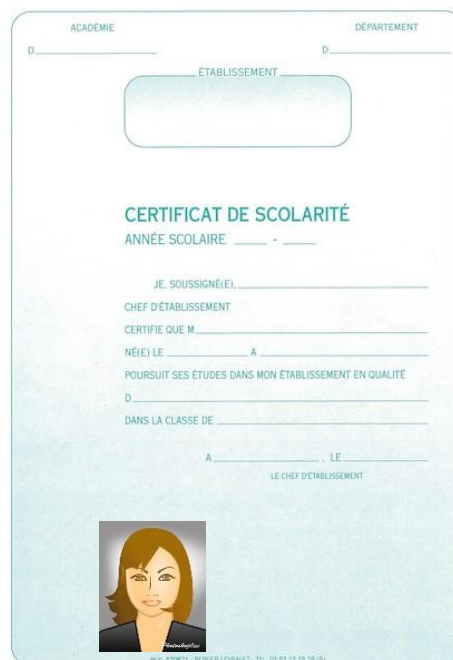 ACADÉMIE DÉPARTEMENT
D D
ÉTABLISSEMENT
CERTIFICAT DE SCOLARITÉ
ANNÉE SCOLAIRE -
JE, SOUSSIGNÉ(E),
CHEF D'ÉTABLISSEMENT
CERTIFIE QUE M
NÉ(E) LE A
POURSUIT SES ÉTUDES DANS MON ÉTABLISSEMENT EN QUALITÉ
D
DANS LA CLASSE DE
A , LE
LE CHEF D'ÉTABLISSEMENT